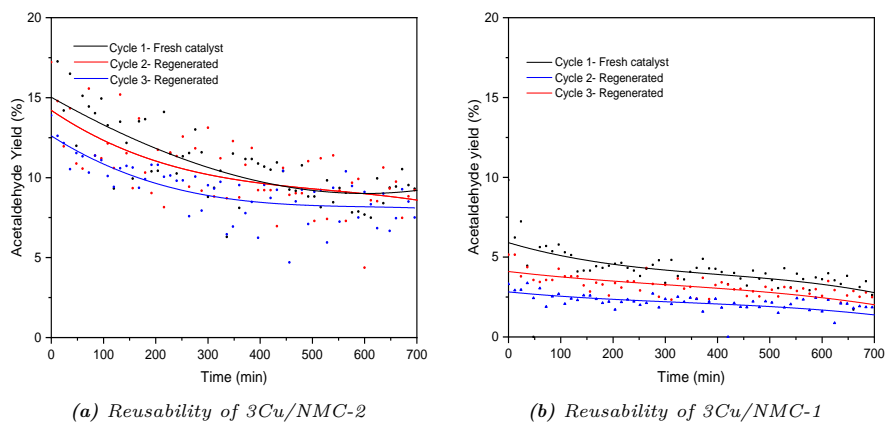 20
15
10
5
0
Acetaldehyde Yield (%)
Cycle 1- Fresh catalyst
Cycle 2- Regenerated
Cycle 3- Regenerated
0 100 200 300 400 500 600 700
Time (min)
(a) Reusability of 3Cu/NMC-2
20
15
10
5
0
Acetaldehyde yield (%)
Cycle 1- Fresh catalyst
Cycle 2- Regenerated
Cycle 3- Regenerated
0 100 200 300 400 500 600 700
Time (min)
(b) Reusability of 3Cu/NMC-1